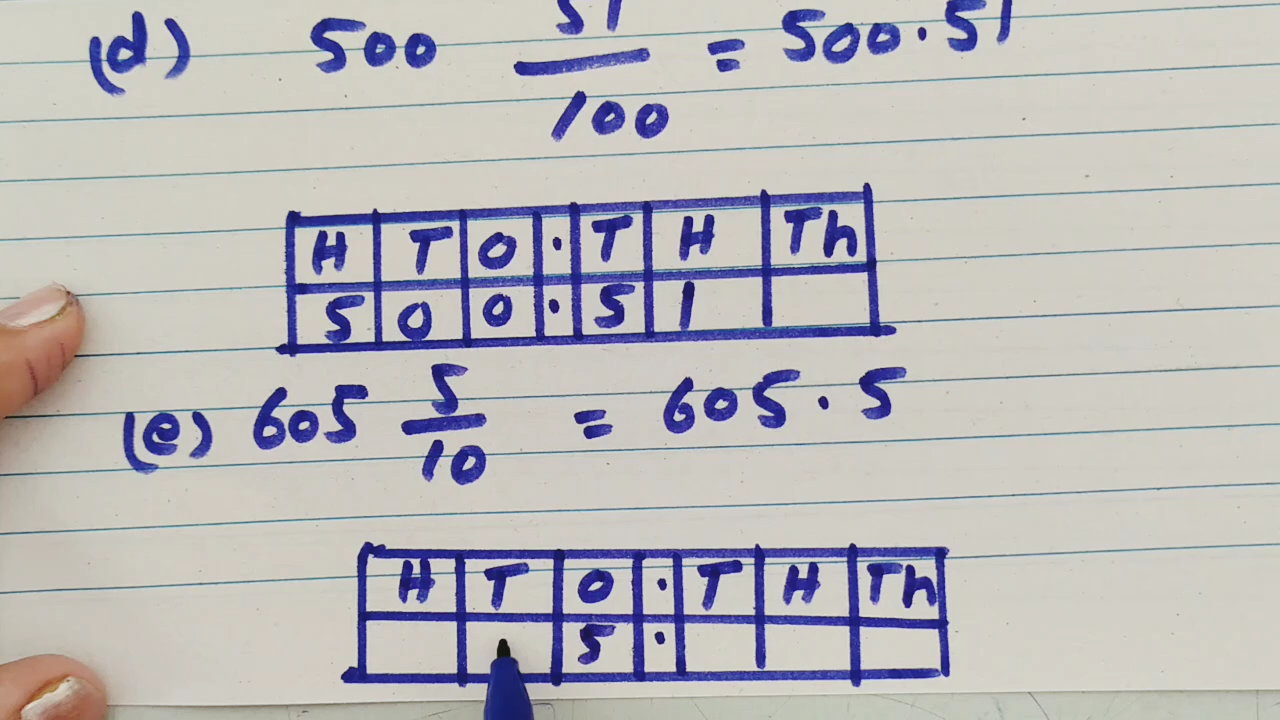 (d) 500 51/100 = 500.51
H T O . T H Th
5 0 0 . 5 1
(e) 605 5/10 = 605.5
H T O . T H Th
5 .